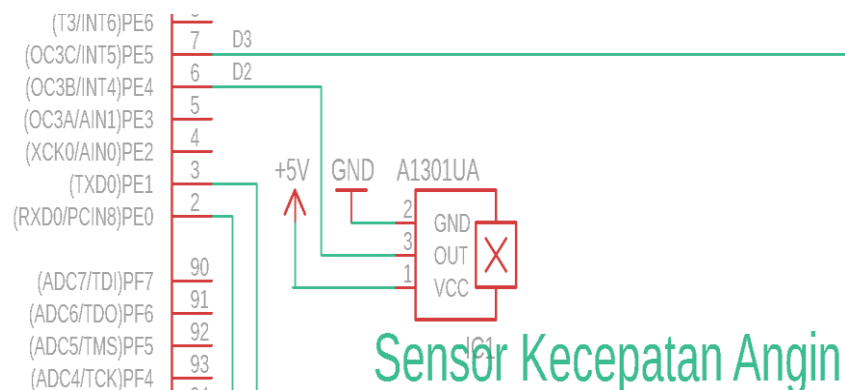 (T3/INT6)PE6
(OC3C/INT5)PE5 7 D3
(OC3B/INT4)PE4 6 D2
(OC3A/AIN1)PE3 5
(XCK0/AIN0)PE2 4
(TXD0)PE1 3
(RXD0/PCIN8)PE0 2
+5V GND A1301UA
2 GND
3 OUT
1 VCC
IC1
(ADC7/TDI)PF7 90
(ADC6/TDO)PF6 91
(ADC5/TMS)PF5 92
(ADC4/TCK)PF4 93
Sensor Kecepatan Angin